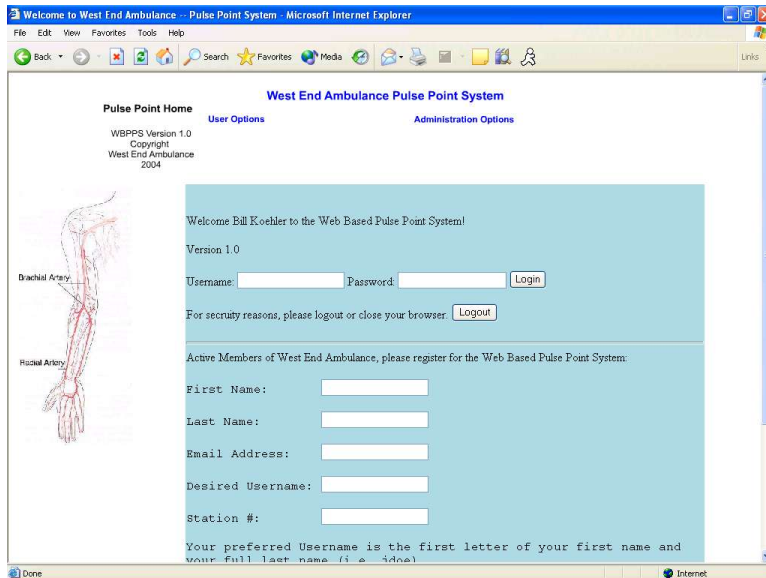 Welcome to West End Ambulance -- Pulse Point System - Microsoft Internet Explorer
File Edit View Favorites Tools Help
Back Search Favorites Media Links
West End Ambulance Pulse Point System
Pulse Point Home
User Options Administration Options
WBPPS Version 1.0
Copyright
West End Ambulance
2004
Welcome Bill Koehler to the Web Based Pulse Point System!
Version 1.0
Brachial Artery
Username: Password: Login
For secruity reasons, please logout or close your browser. Logout
Active Members of West End Ambulance, please register for the Web Based Pulse Point System:
Radial Artery
First Name:
Last Name:
Email Address:
Desired Username:
Station #:
Your preferred Username is the first letter of your first name and
your full last name (i.e. jdoe)
Done Internet